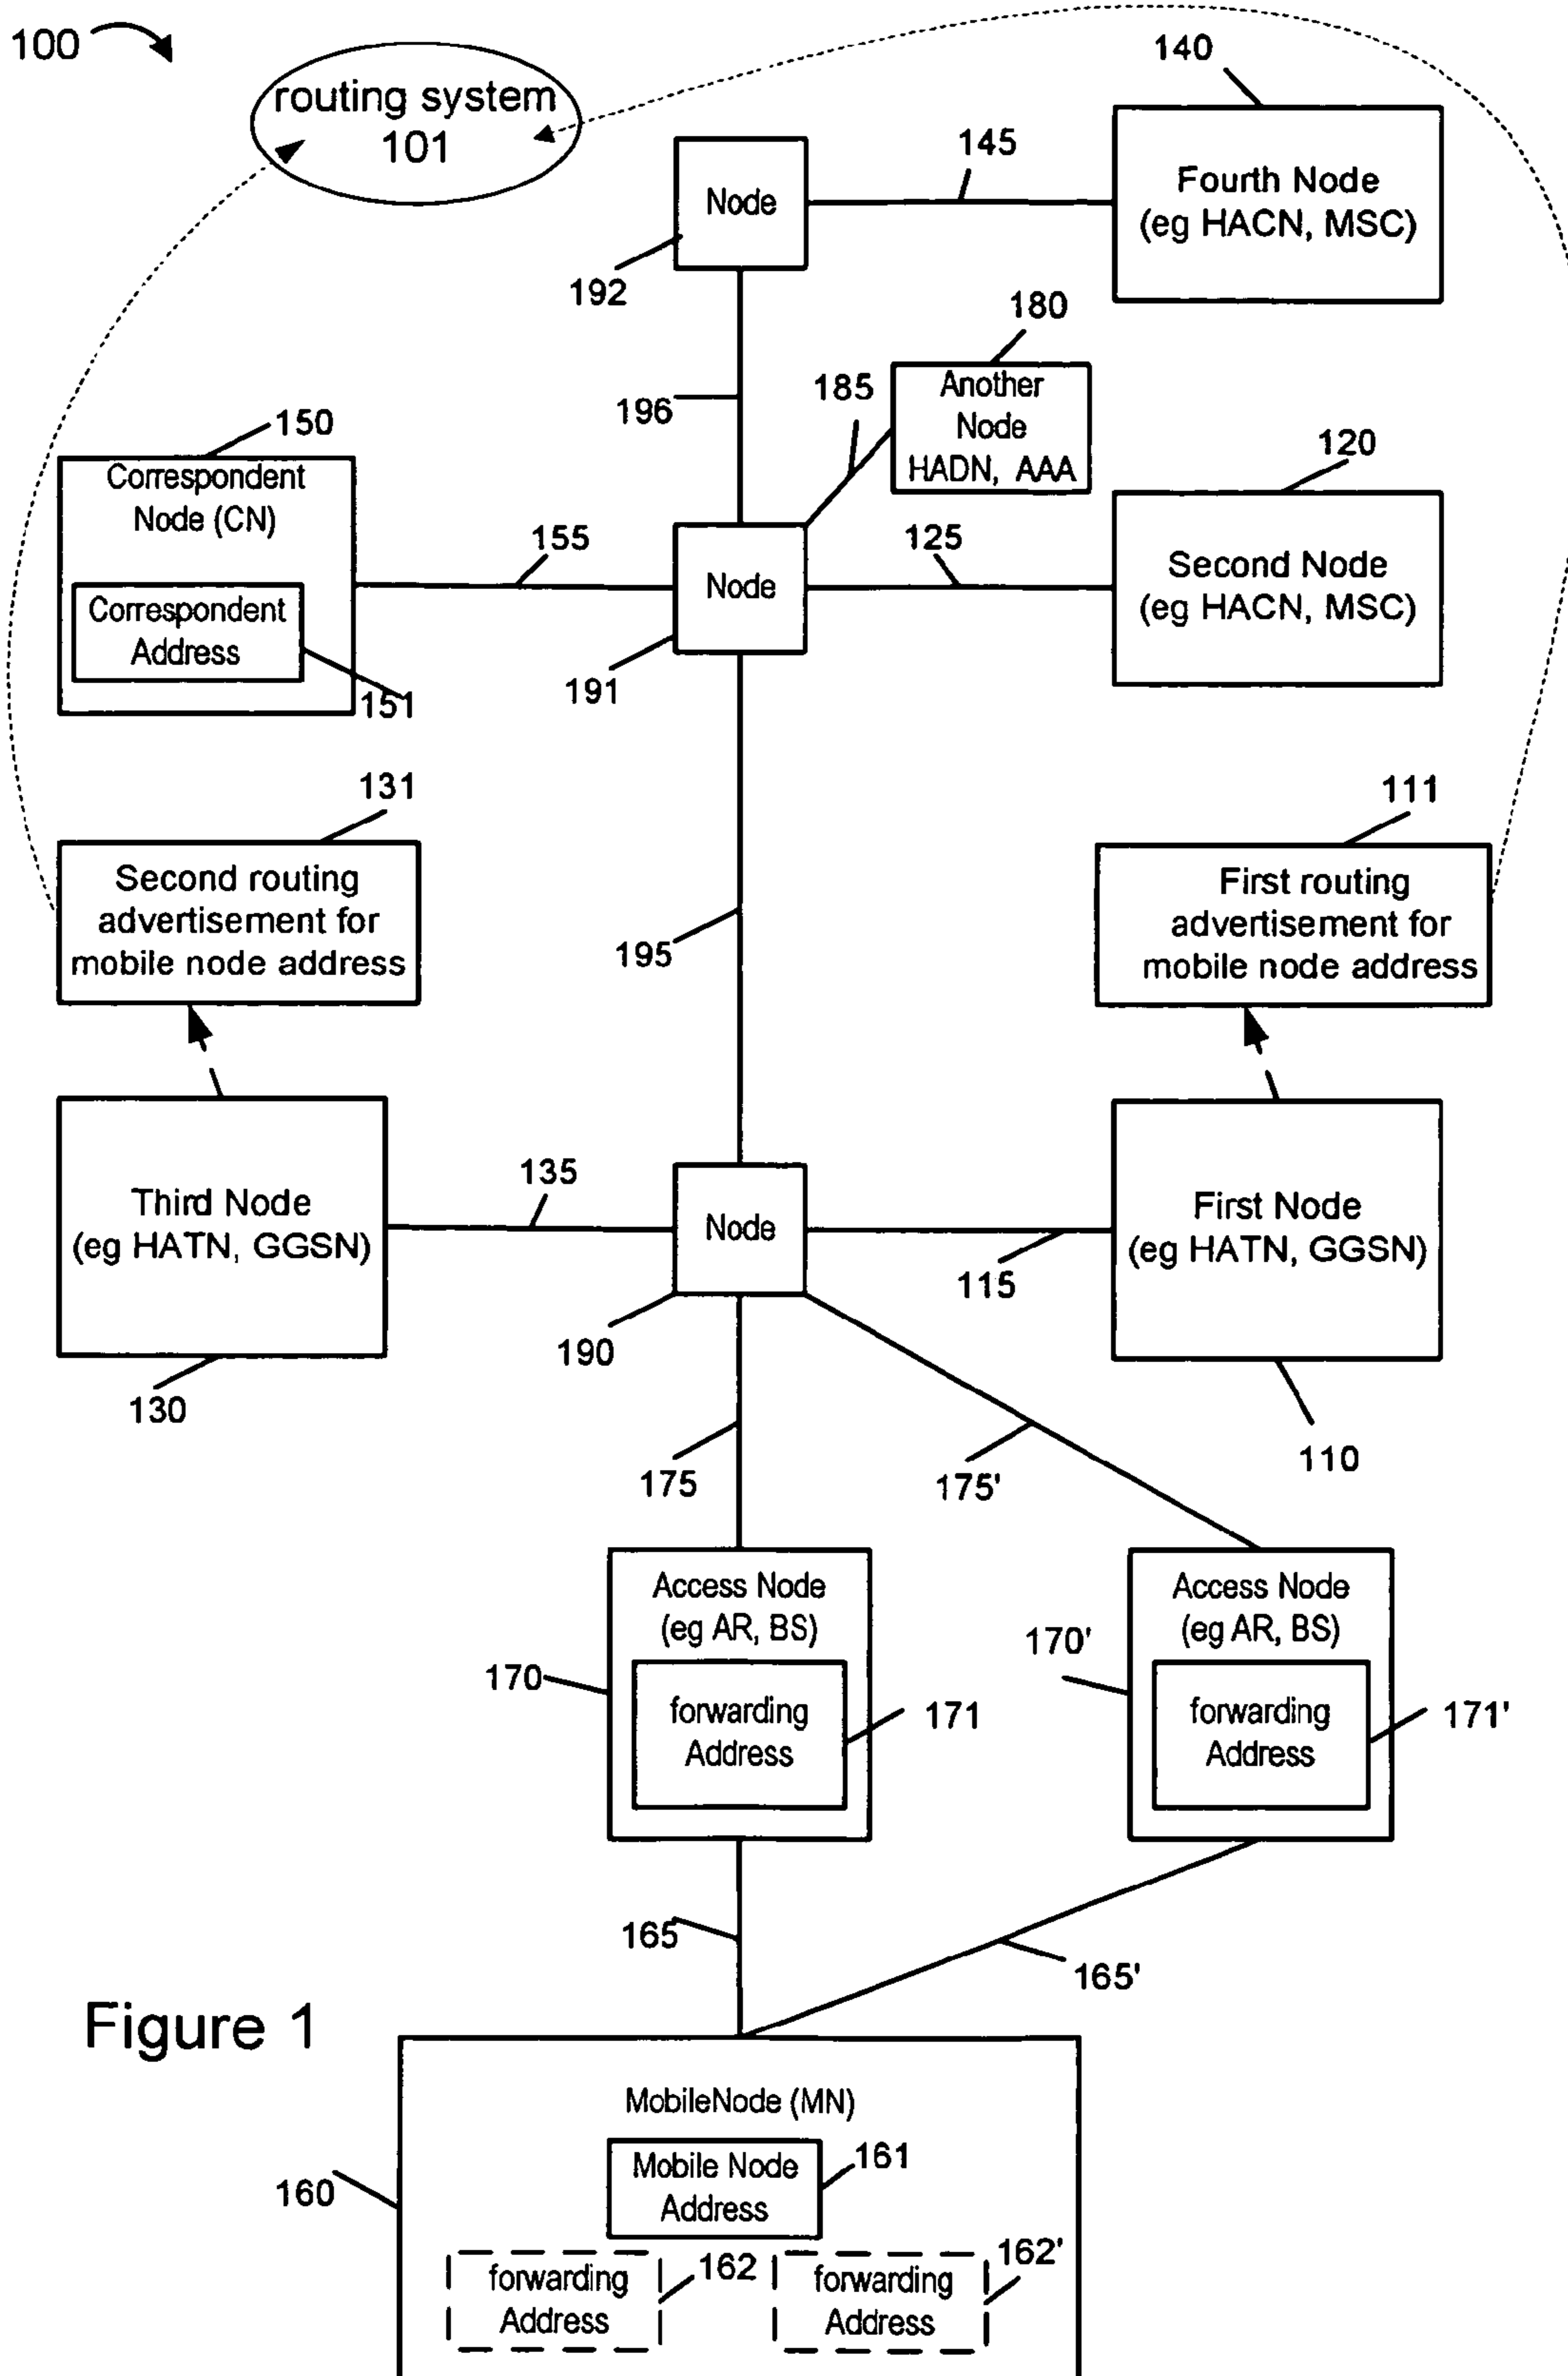 100
routing system
101
140
145
Fourth Node
(eg HACN, MSC)
Node
192
180
185
Another
Node
HADN, AAA
196
150
Correspondent
Node (CN)
Correspondent
Address
151
155
Node
125
120
Second Node
(eg HACN, MSC)
191
131
Second routing
advertisement for
mobile node address
111
First routing
advertisement for
mobile node address
195
135
Third Node
(eg HATN, GGSN)
Node
First Node
(eg HATN, GGSN)
115
190
130
110
175
175'
Access Node
(eg AR, BS)
170
forwarding
Address
171
Access Node
(eg AR, BS)
170'
forwarding
Address
171'
165
165'
Figure 1
MobileNode (MN)
Mobile Node
Address
161
160
forwarding
Address
162
forwarding
Address
162'